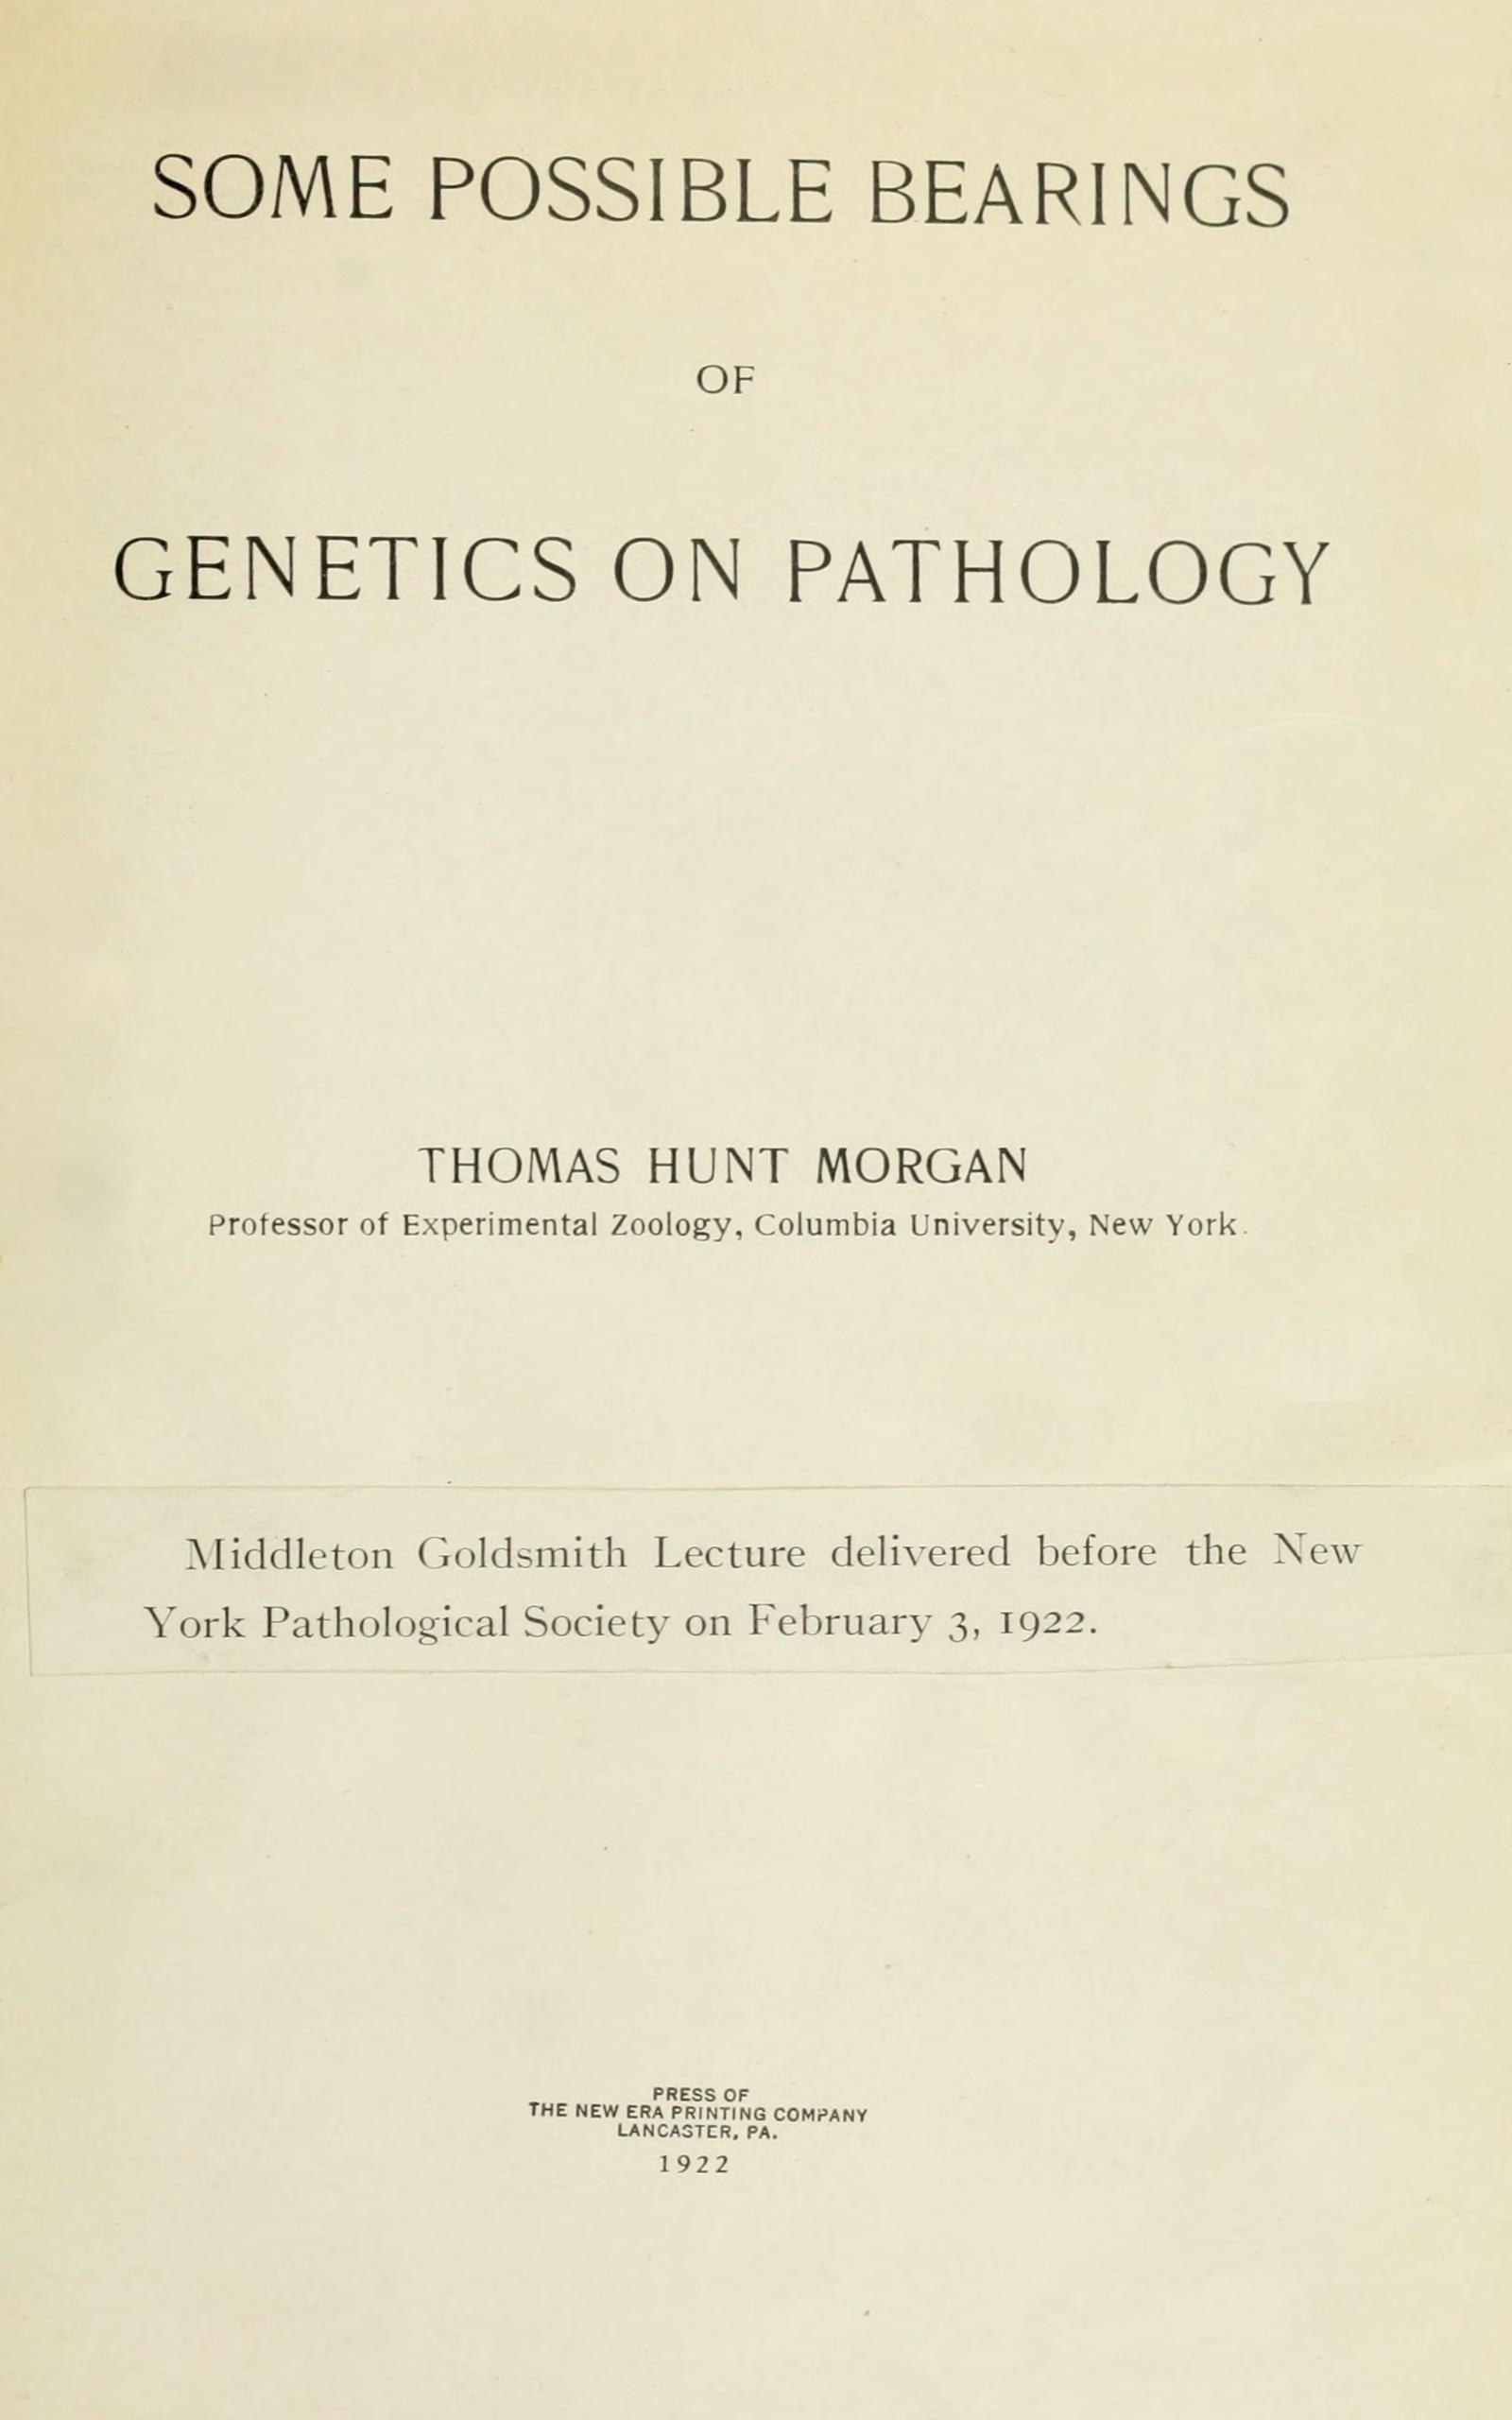 SOME POSSIBLE BEARINGS
OF
GENETICS ON PATHOLOGY
THOMAS HUNT MORGAN
Professor of Experimental Zoology, Columbia University, New York.
Middleton Goldsmith Lecture delivered before the New
York Pathological Society on February 3, 1922.
PRESS OF
THE NEW ERA PRINTING COMPANY
LANCASTER, PA.
1922